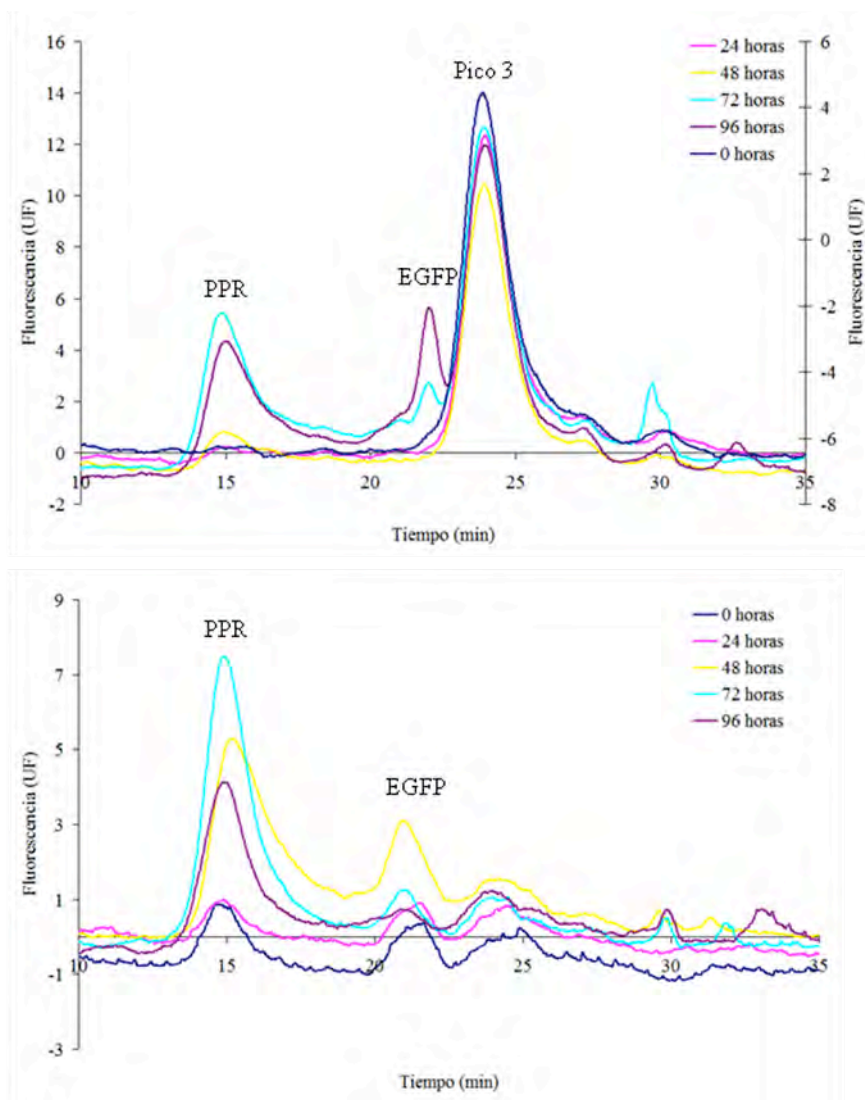 16
14
12
10
8
6
4
2
0
-2
10
15
20
25
30
35
Fluorescencia (UF)
Tiempo (min)
PPR
EGFP
Pico 3
24 horas
48 horas
72 horas
96 horas
0 horas
6
4
2
0
-2
-4
-6
-8
Fluorescencia (UF)
9
7
5
3
1
-1
-3
10
15
20
25
30
35
Fluorescencia (UF)
Tiempo (min)
PPR
EGFP
0 horas
24 horas
48 horas
72 horas
96 horas